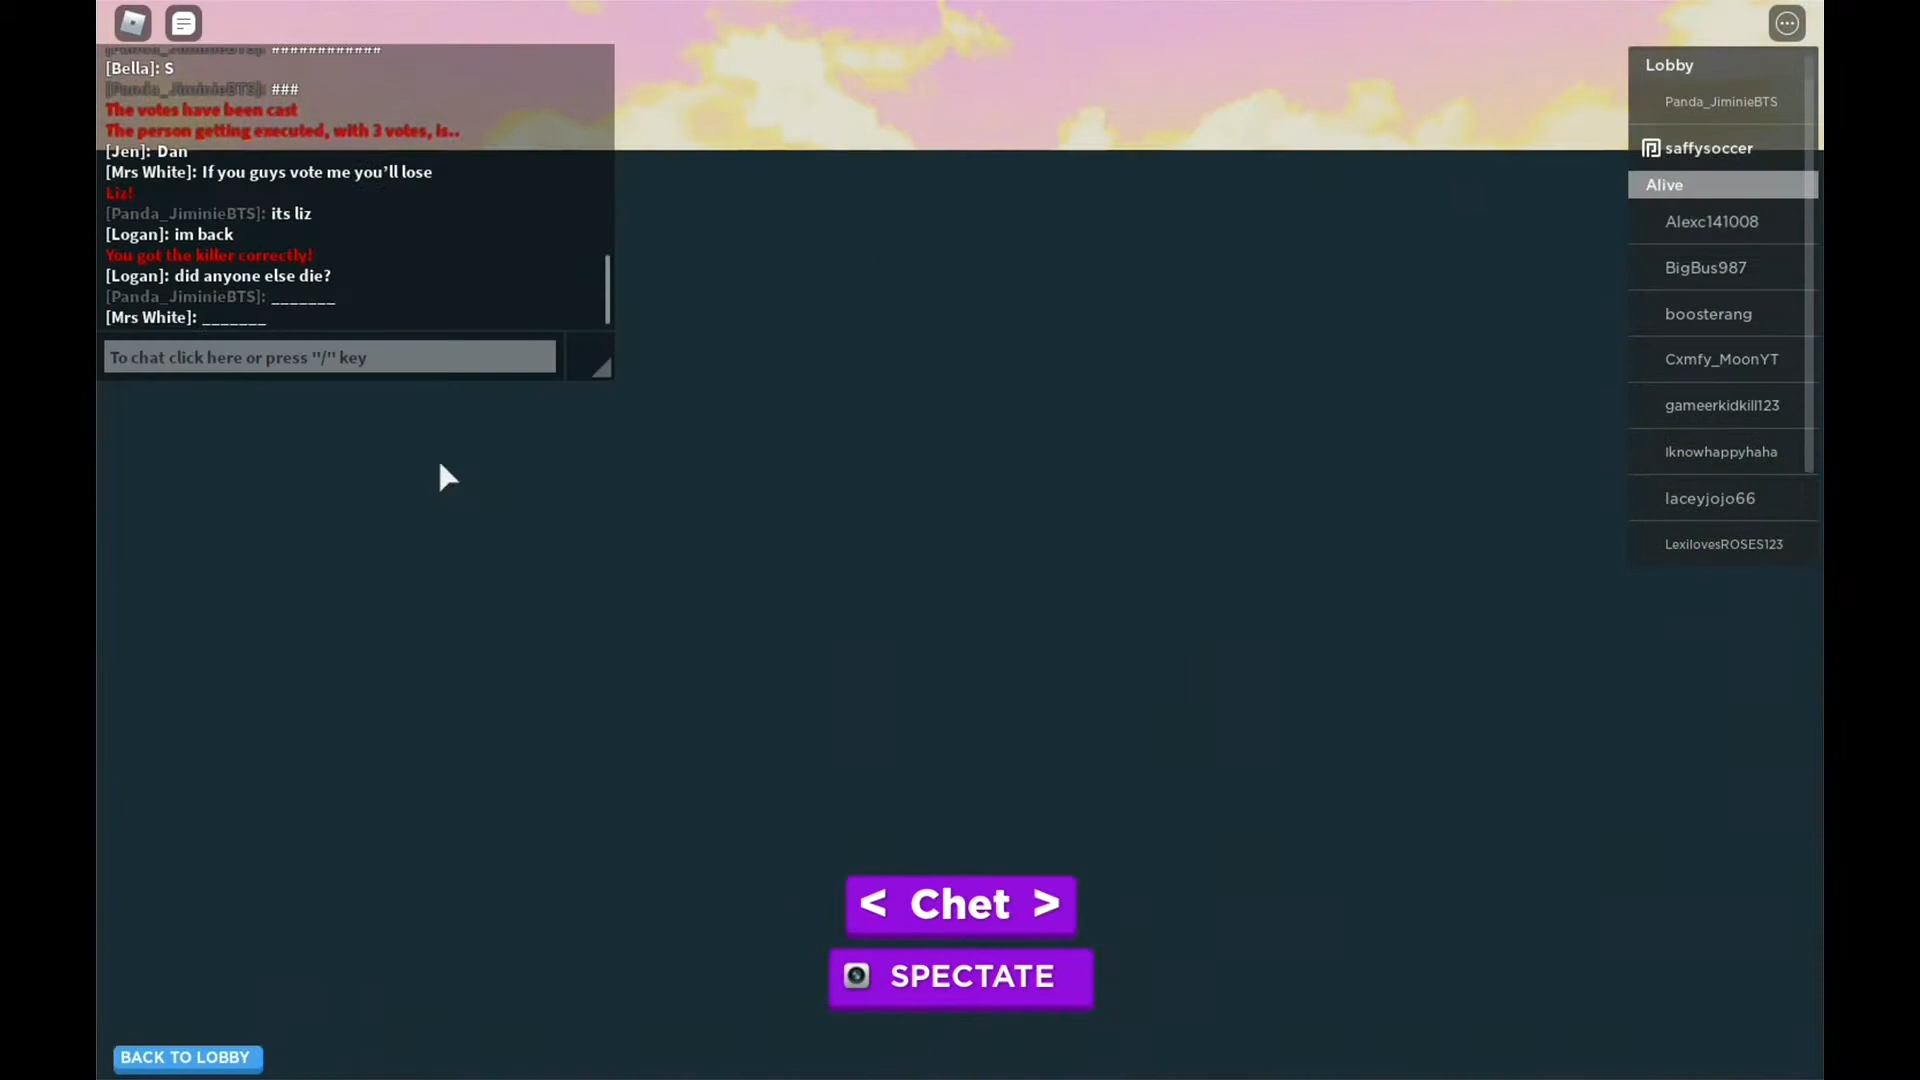 [Panda_JiminieBTS]: ############
[Bella]: S
[Panda_JiminieBTS]: ###
The votes have been cast
The person getting executed, with 3 votes, is..
[Jen]: Dan
[Mrs White]: If you guys vote me you'll lose
Liz!
[Panda_JiminieBTS]: its liz
[Logan]: im back
You got the killer correctly!
[Logan]: did anyone else die?
[Panda_JiminieBTS]: _______
[Mrs White]: _______
To chat click here or press "/" key
Lobby
Panda_JiminieBTS
saffysoccer
Alive
Alexc141008
BigBus987
boosterang
Cxmfy_MoonYT
gameerkidkill123
Iknowhappyhaha
laceyjojo66
LexilovesROSES123
< Chet >
SPECTATE
BACK TO LOBBY